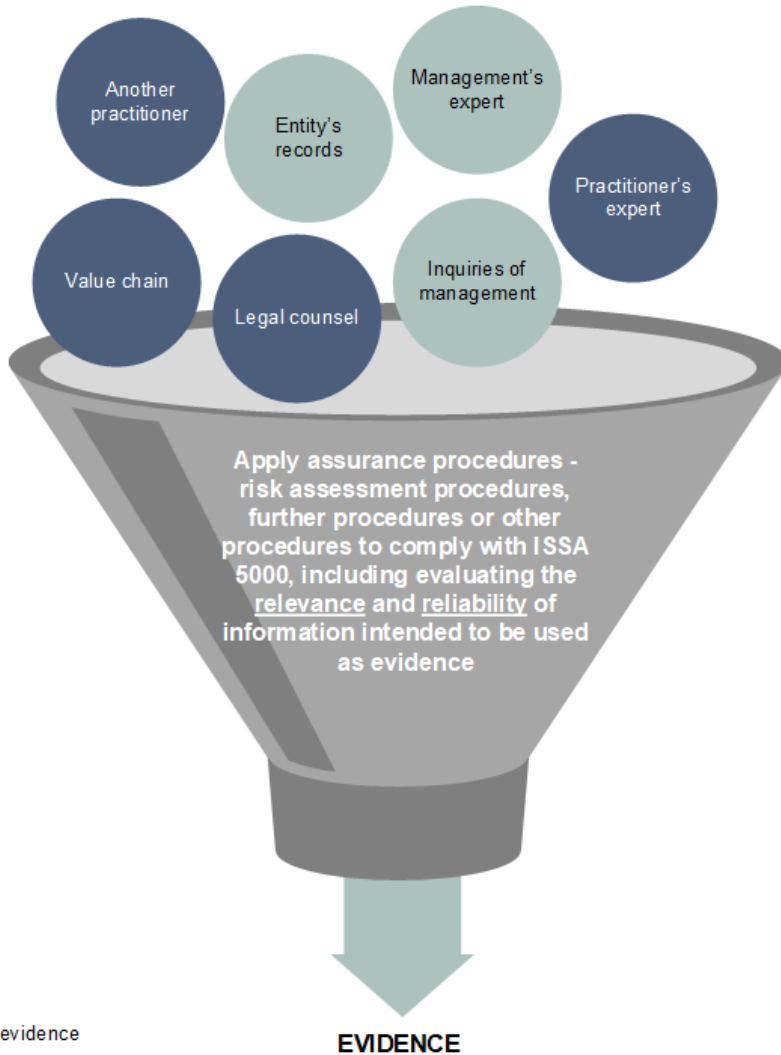 Another
practitioner
Entity's
records
Management's
expert
Practitioner's
expert
Value chain
Legal counsel
Inquiries of
management
Apply assurance procedures -
risk assessment procedures,
further procedures or other
procedures to comply with ISSA
5000, including evaluating the
relevance and reliability of
information intended to be used
as evidence
evidence
EVIDENCE